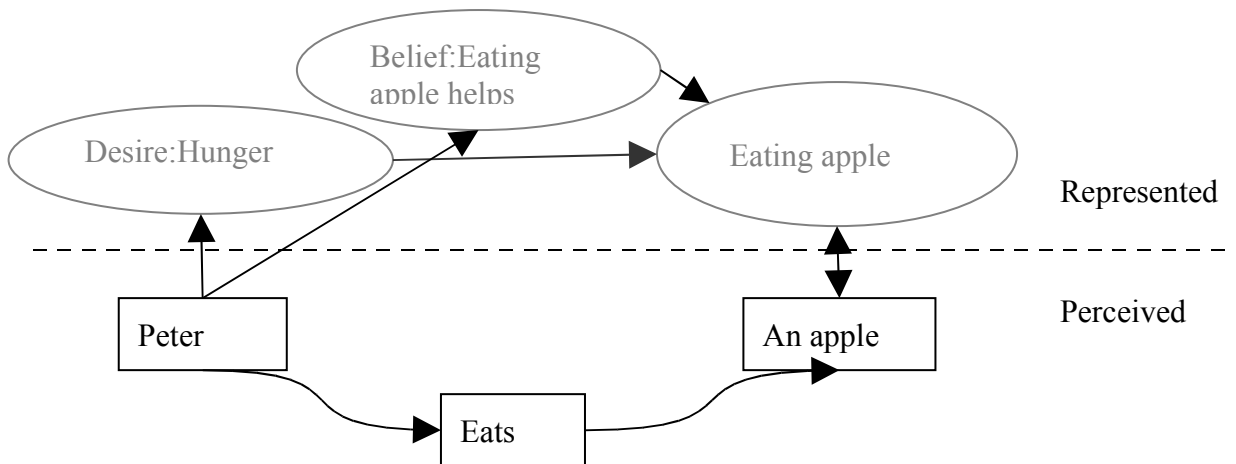 Belief:Eating
apple helps
Desire:Hunger
Eating apple
Represented
Perceived
Peter
An apple
Eats